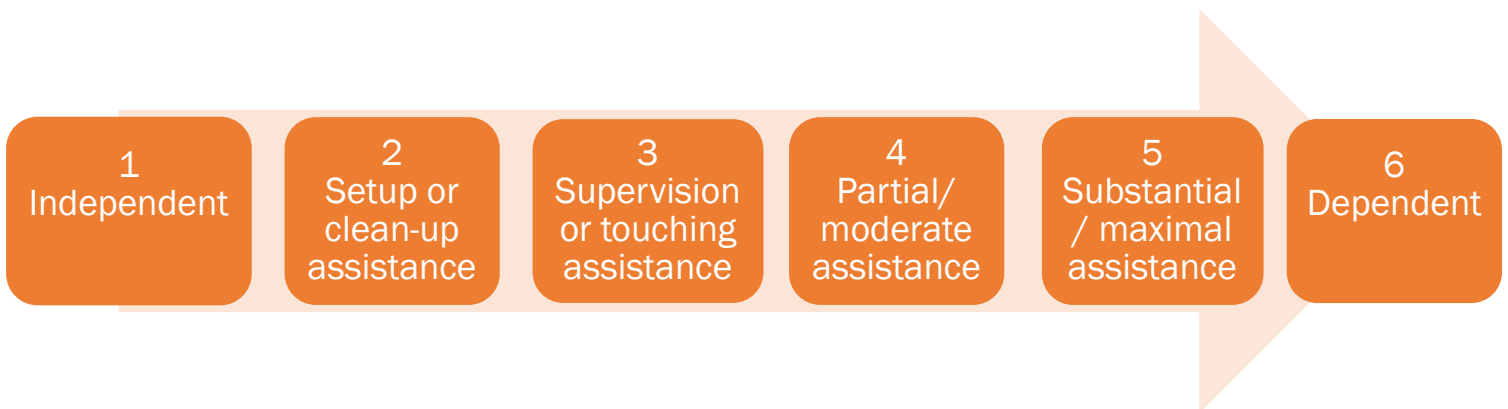 1
Independent
2
Setup or
clean-up
assistance
3
Supervision
or touching
assistance
4
Partial/
moderate
assistance
5
Substantial
/ maximal
assistance
6
Dependent